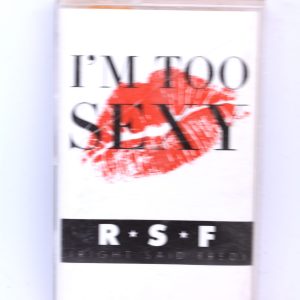 I'M TOO
SEXY
R★S★F
(RIGHT SAID FRED)